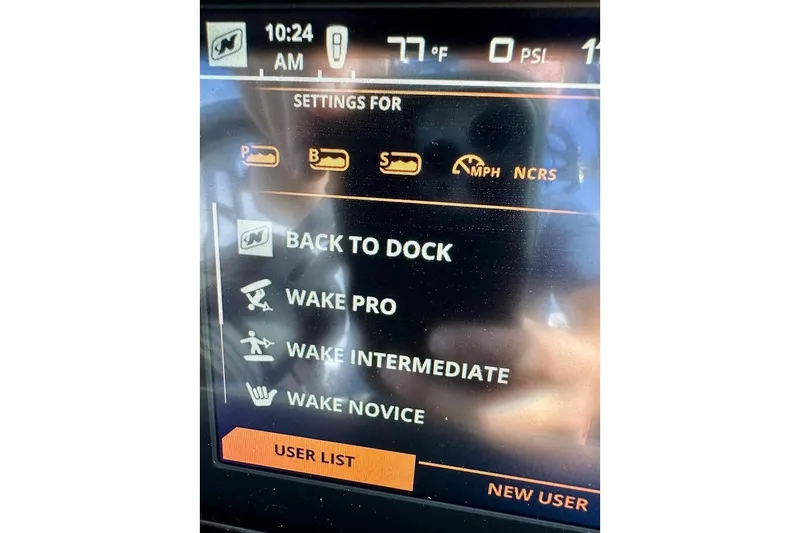 10:24
AM
77 °F
0 PSI
SETTINGS FOR
P B S MPH NCRS
BACK TO DOCK
WAKE PRO
WAKE INTERMEDIATE
WAKE NOVICE
USER LIST
NEW USER